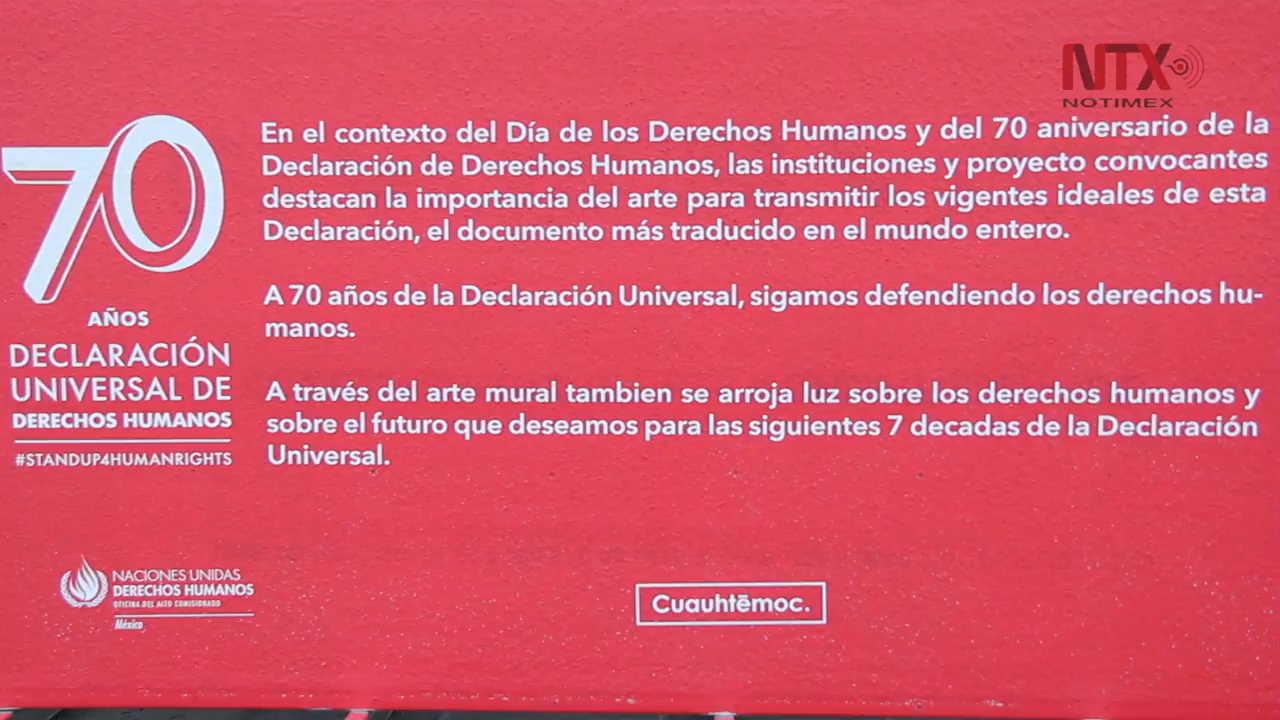 NTX
NOTIMEX
70
AÑOS
DECLARACIÓN
UNIVERSAL DE
DERECHOS HUMANOS
#STANDUP4HUMANRIGHTS
En el contexto del Día de los Derechos Humanos y del 70 aniversario de la
Declaración de Derechos Humanos, las instituciones y proyecto convocantes
destacan la importancia del arte para transmitir los vigentes ideales de esta
Declaración, el documento más traducido en el mundo entero.
A 70 años de la Declaración Universal, sigamos defendiendo los derechos hu-
manos.
A través del arte mural tambien se arroja luz sobre los derechos humanos y
sobre el futuro que deseamos para las siguientes 7 decadas de la Declaración
Universal.
NACIONES UNIDAS
DERECHOS HUMANOS
OFICINA DEL ALTO COMISIONADO
México
Cuauhtēmoc.